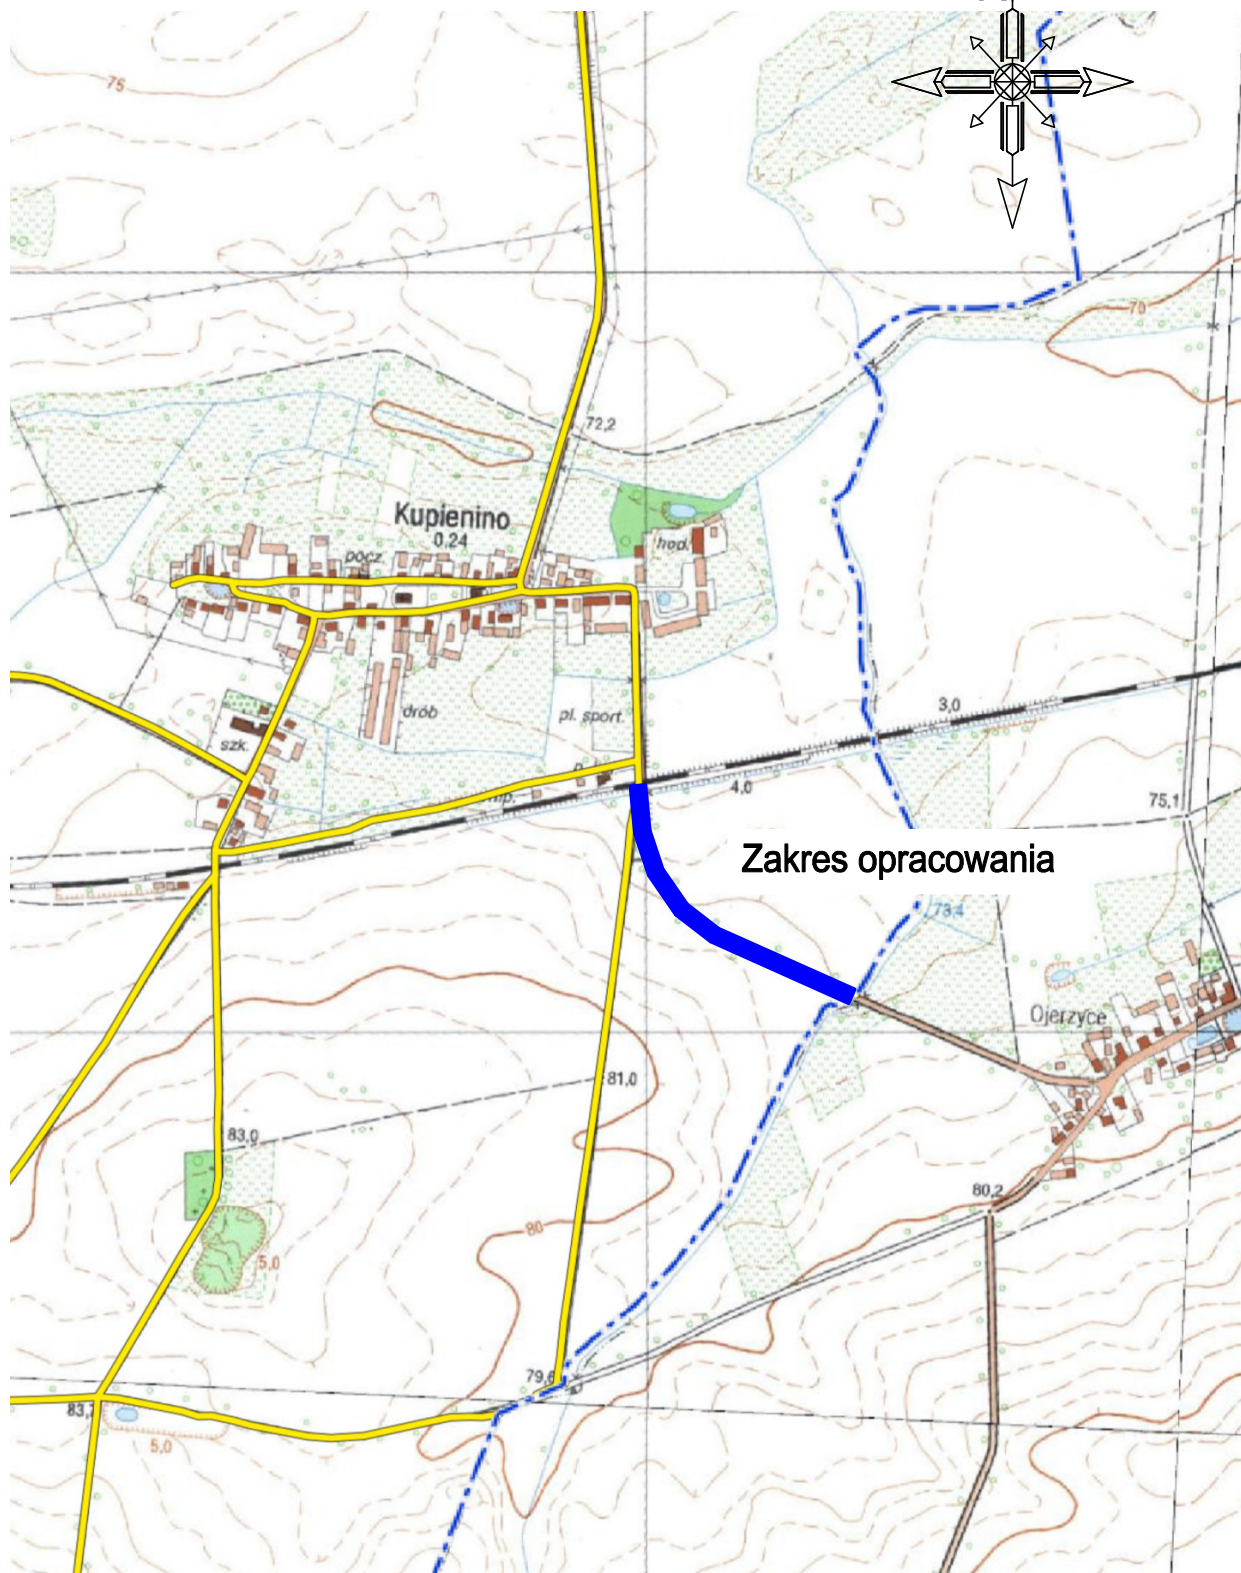 75
70
72,2
Kupienino
0.24
pocz.
hod.
drób
pl. sport.
szk.
3,0
4,0
75,1
Zakres opracowania
73,4
Ojerzyce
81,0
83,0
80,2
80
5,0
79,6
83,
5,0